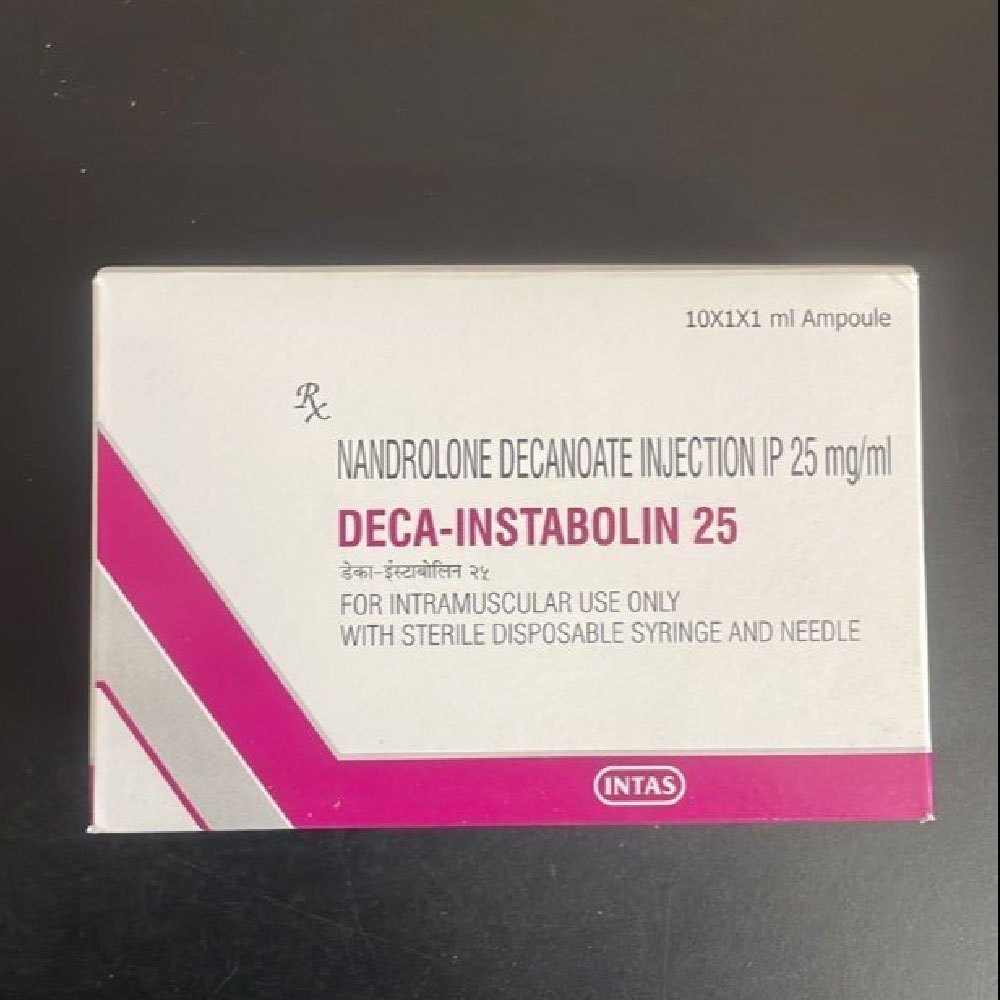 10X1X1 ml Ampoule
Rx
NANDROLONE DECANOATE INJECTION IP 25 mg/ml
DECA-INSTABOLIN 25
डेका-इंस्टाबोलिन २५
FOR INTRAMUSCULAR USE ONLY
WITH STERILE DISPOSABLE SYRINGE AND NEEDLE
INTAS